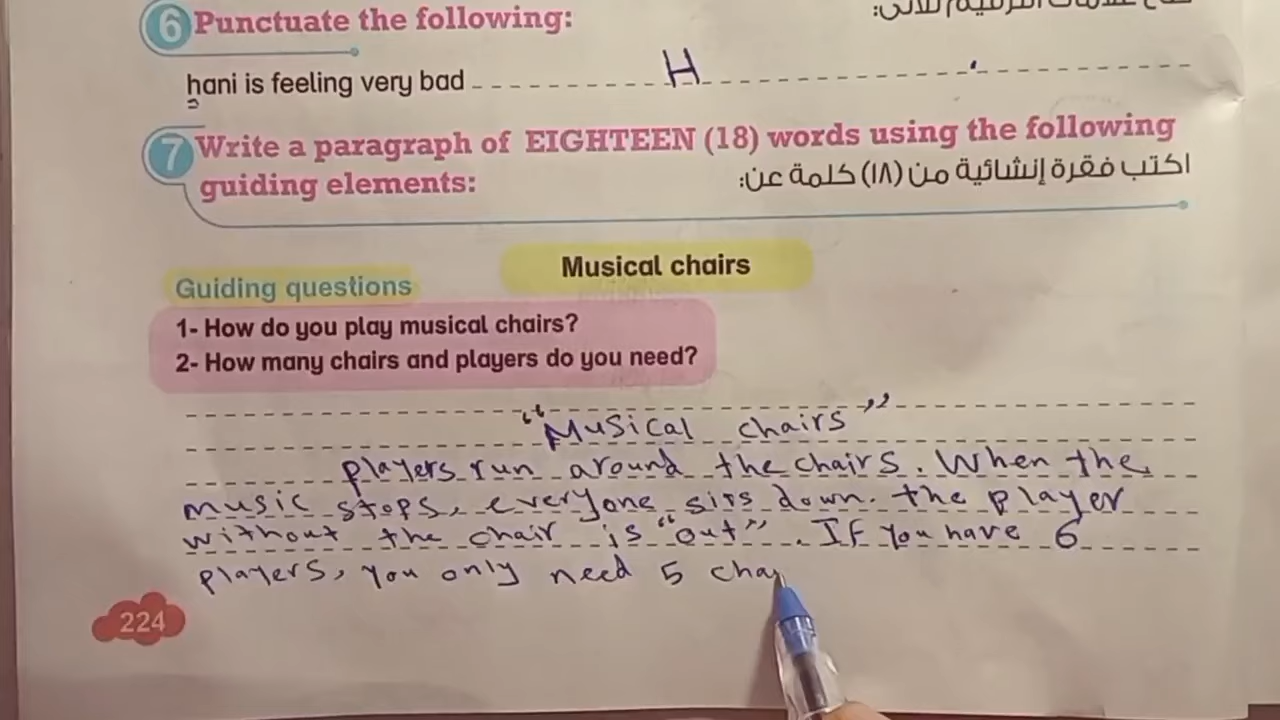 6 Punctuate the following:
hani is feeling very bad H .
7 Write a paragraph of EIGHTEEN (18) words using the following
guiding elements:
اكتب فقرة إنشائية من (١٨) كلمة عن:
Musical chairs
Guiding questions
1- How do you play musical chairs?
2- How many chairs and players do you need?
"Musical chairs"
players run around the chairs. When the
music stops, everyone sits down. the player
without the chair is "out". If you have 6
players, you only need 5 cha
224